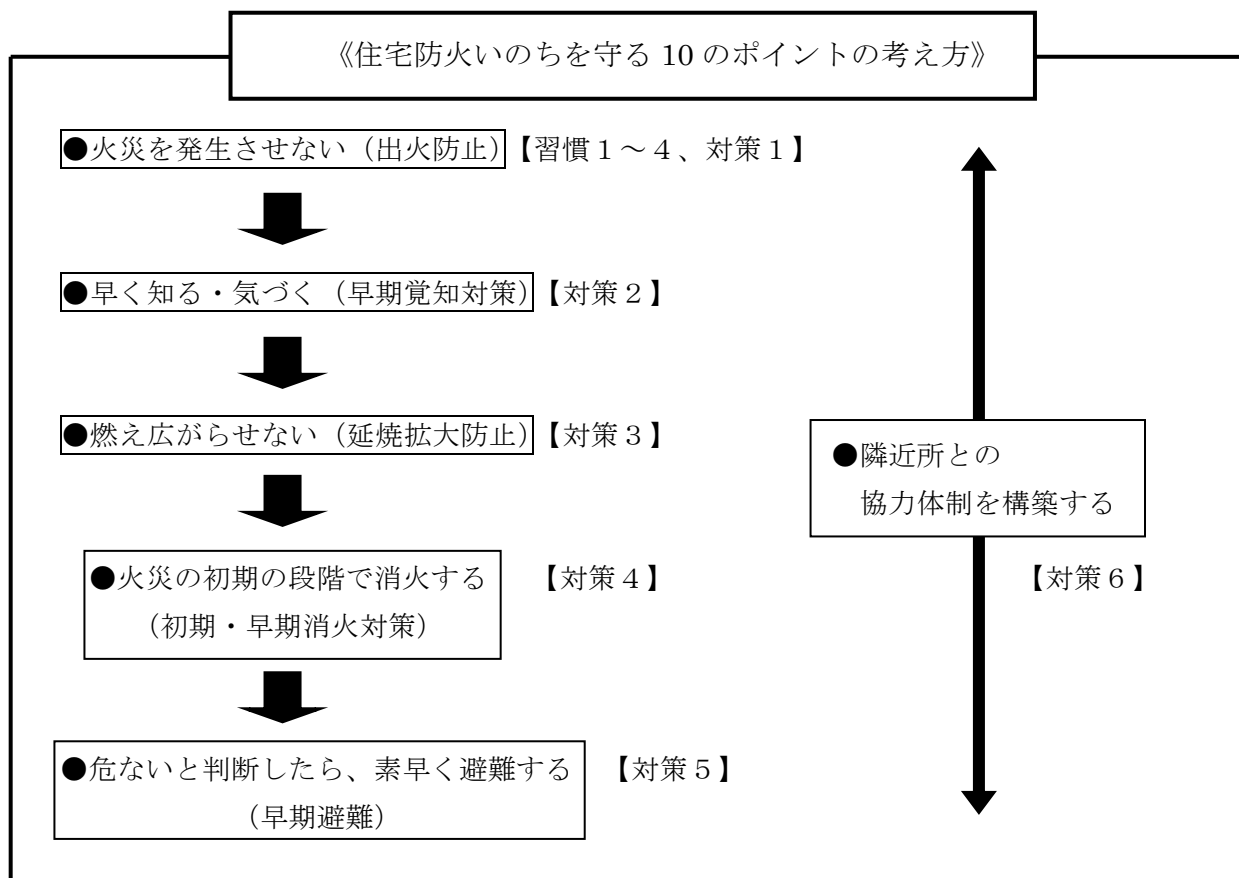 《住宅防火いのちを守る 10 のポイントの考え方》
●火災を発生させない（出火防止）【習慣１～４、対策１】
●早く知る・気づく（早期覚知対策）【対策２】
●燃え広がらせない（延焼拡大防止）【対策３】
●隣近所との
協力体制を構築する
●火災の初期の段階で消火する
（初期・早期消火対策）
【対策４】
【対策６】
●危ないと判断したら、素早く避難する
（早期避難）
【対策５】